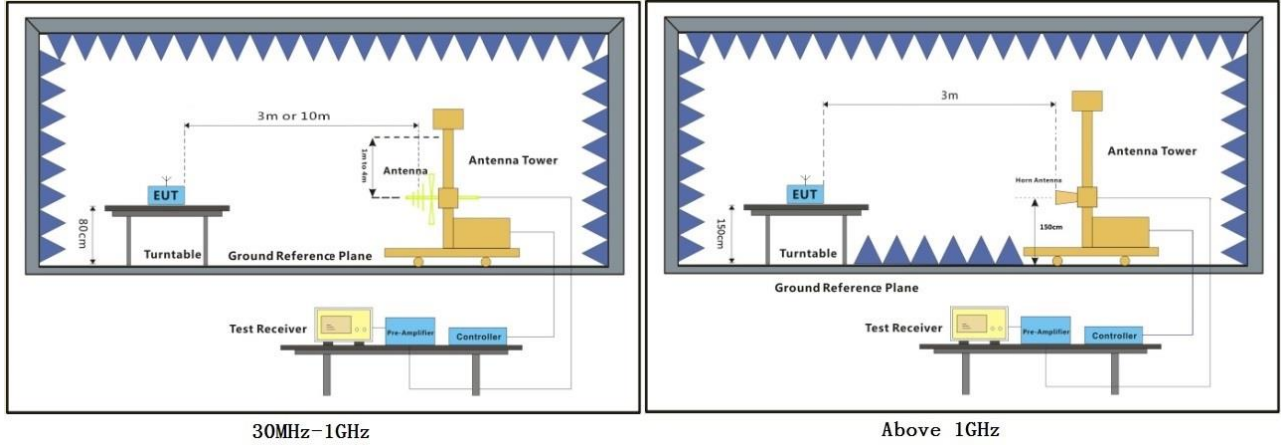 3m or 10m
1m to 4m
Antenna
Antenna Tower
EUT
80cm
Turntable
Ground Reference Plane
Test Receiver
Pre-Amplifier
Controller
30MHz-1GHz
3m
Antenna Tower
Horn Antenna
EUT
150cm
150cm
Turntable
Ground Reference Plane
Test Receiver
Pre-Amplifier
Controller
Above 1GHz